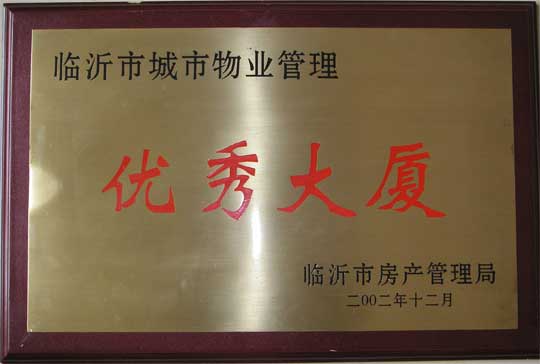 临沂市城市物业管理
优秀大厦
临沂市房产管理局
二00二年十二月